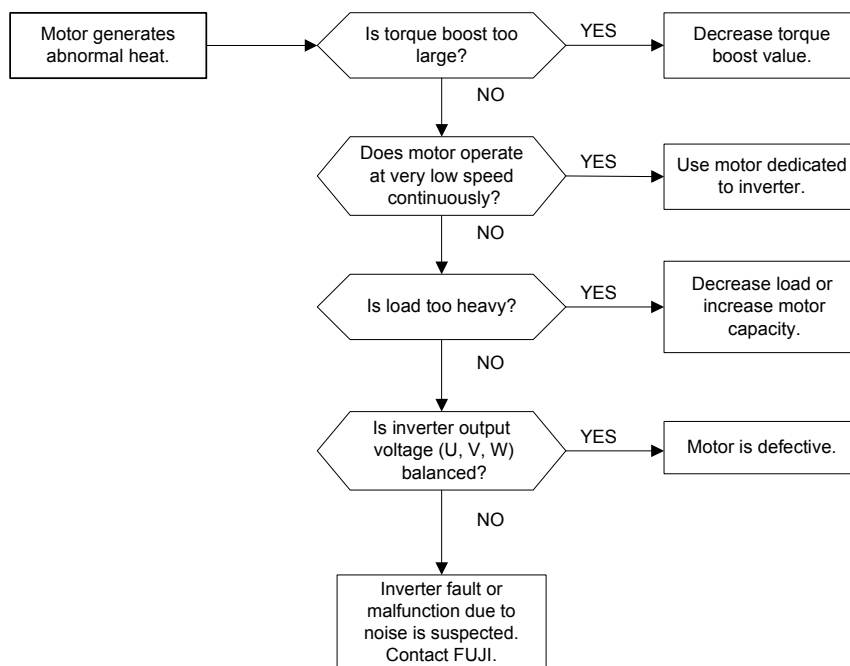 Motor generates
abnormal heat.
Is torque boost too
large?
YES
Decrease torque
boost value.
NO
Does motor operate
at very low speed
continuously?
YES
Use motor dedicated
to inverter.
NO
Is load too heavy?
YES
Decrease load or
increase motor
capacity.
NO
Is inverter output
voltage (U, V, W)
balanced?
YES
Motor is defective.
NO
Inverter fault or
malfunction due to
noise is suspected.
Contact FUJI.